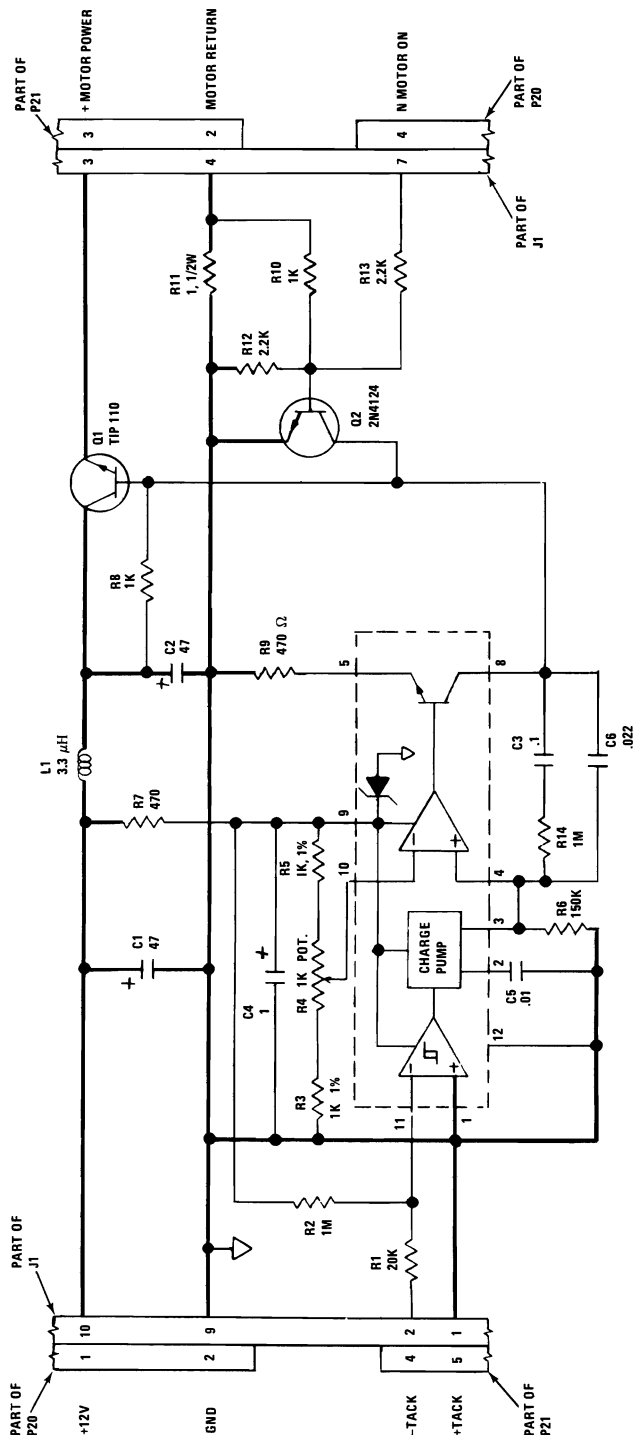 PART OF
P20
PART OF
J1
+12V
1
10
GND
2
9
-TACK
4
2
+TACK
5
1
PART OF
P21
C1
47
+
L1
3.3 µH
R7
470
C2
47
+
R8
1K
Q1
TIP 110
R2
1M
R1
20K
C4
1
+
R3
1K 1%
R4
1K POT.
R5
IK, 1%
R9
470 Ω
11
1
12
2
3
4
10
9
5
8
-
+
CHARGE
PUMP
-
+
C5
.01
R6
150K
R14
1M
C3
.1
C6
.022
Q2
2N4124
R12
2.2K
R11
1, 1/2W
R10
1K
R13
2.2K
PART OF
P21
3
3
+ MOTOR POWER
4
2
MOTOR RETURN
7
4
N MOTOR ON
PART OF
J1
PART OF
P20